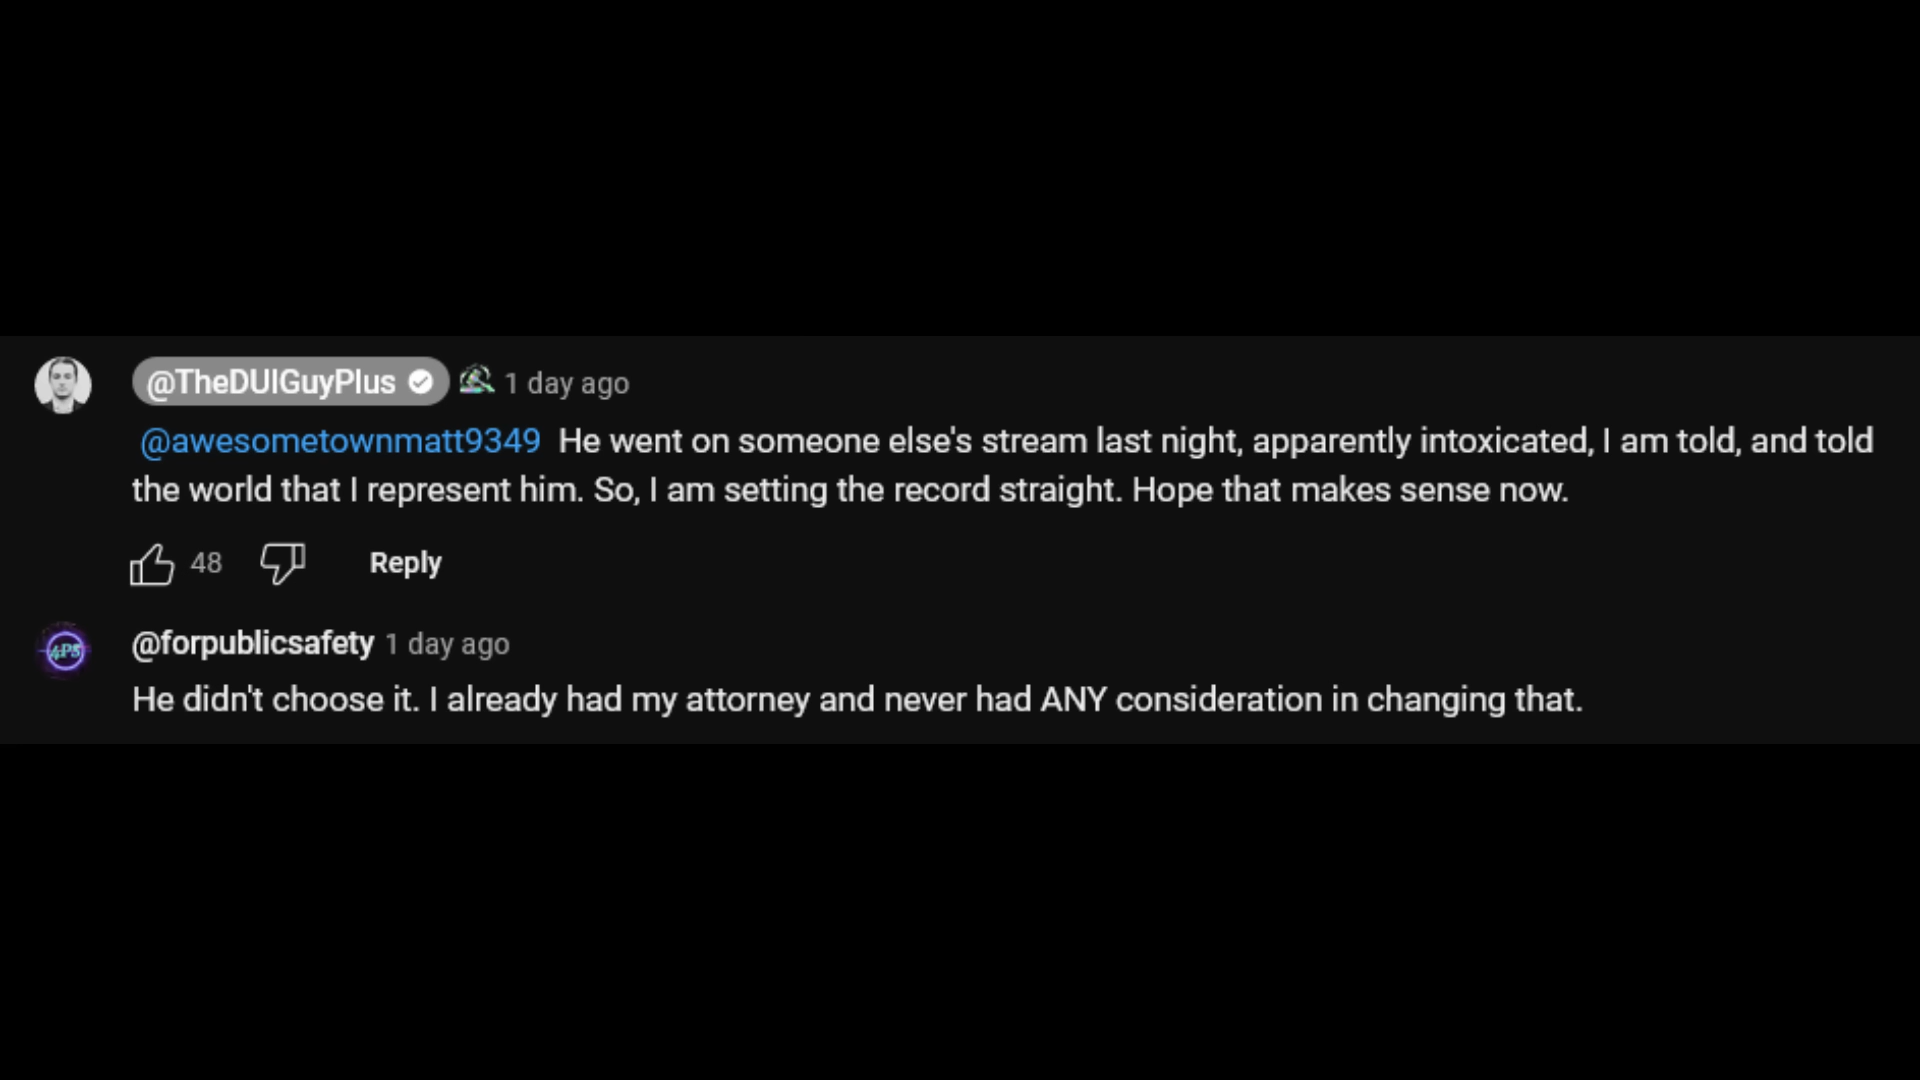 @TheDUIGuyPlus 1 day ago
@awesometownmatt9349 He went on someone else's stream last night, apparently intoxicated, I am told, and told
the world that I represent him. So, I am setting the record straight. Hope that makes sense now.
48 Reply
4PS
@forpublicsafety 1 day ago
He didn't choose it. I already had my attorney and never had ANY consideration in changing that.